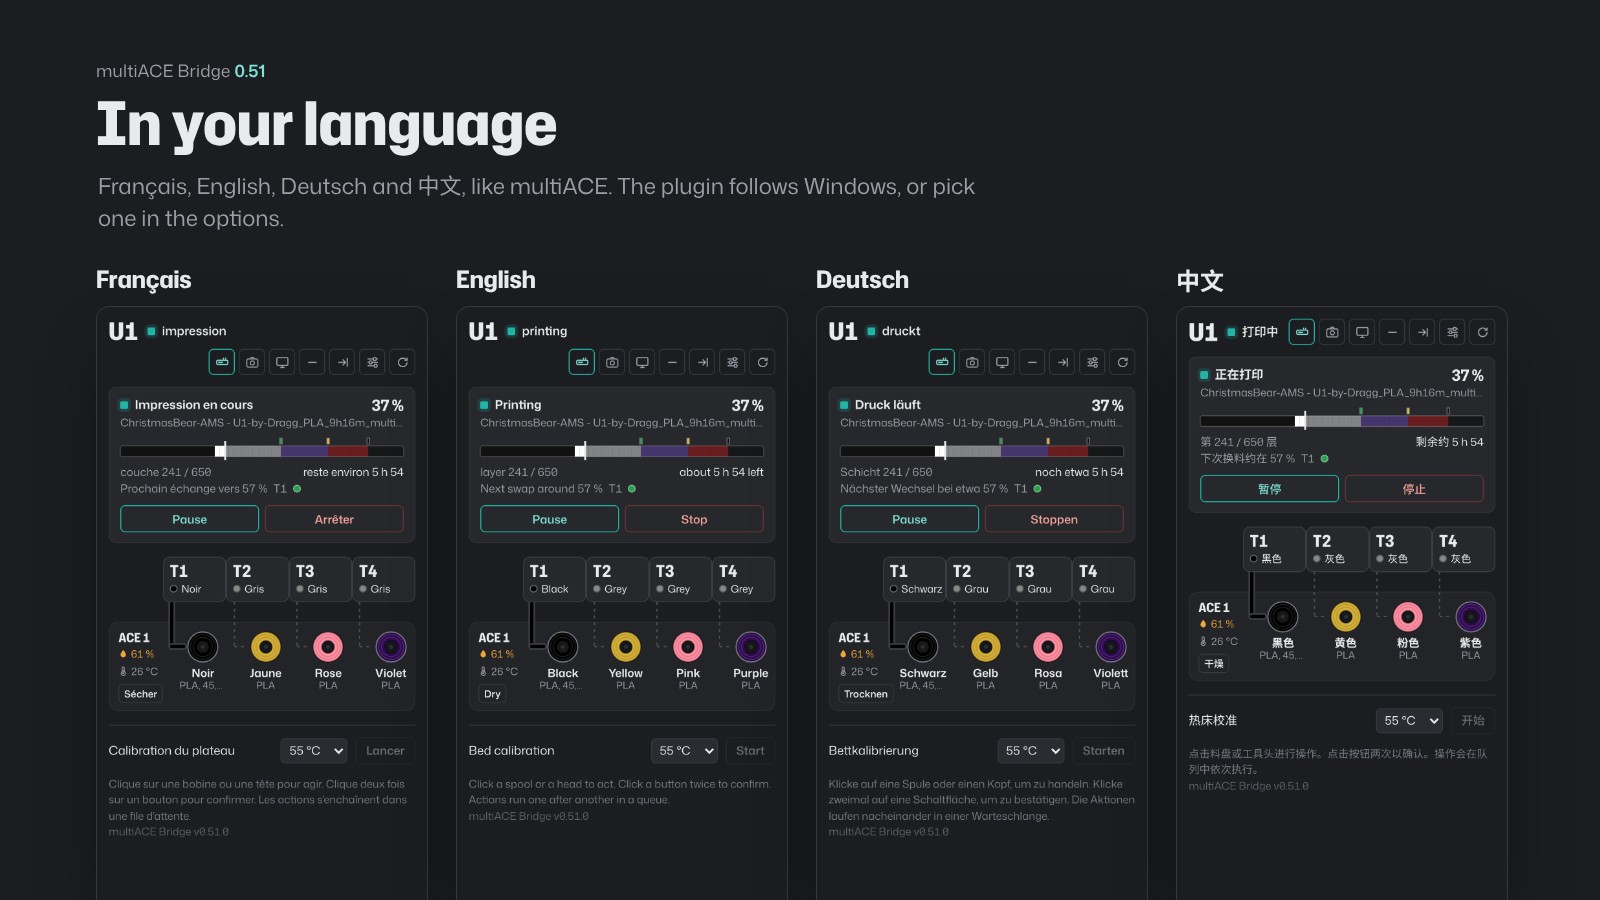 multiACE Bridge 0.51
In your language
Français, English, Deutsch and 中文, like multiACE. The plugin follows Windows, or pick
one in the options.
Français
U1 impression
Impression en cours 37 %
ChristmasBear-AMS - U1-by-Dragg_PLA_9h16m_multi...
couche 241 / 650 reste environ 5 h 54
Prochain échange vers 57 % T1
Pause Arrêter
T1 T2 T3 T4
Noir Gris Gris Gris
ACE 1
61 %
26 °C
Sécher
Noir Jaune Rose Violet
PLA, 45,... PLA PLA PLA
Calibration du plateau 55 °C Lancer
Clique sur une bobine ou une tête pour agir. Clique deux fois
sur un bouton pour confirmer. Les actions s'enchaînent dans
une file d'attente.
multiACE Bridge v0.51.0
English
U1 printing
Printing 37 %
ChristmasBear-AMS - U1-by-Dragg_PLA_9h16m_multi...
layer 241 / 650 about 5 h 54 left
Next swap around 57 % T1
Pause Stop
T1 T2 T3 T4
Black Grey Grey Grey
ACE 1
61 %
26 °C
Dry
Black Yellow Pink Purple
PLA, 45,... PLA PLA PLA
Bed calibration 55 °C Start
Click a spool or a head to act. Click a button twice to confirm.
Actions run one after another in a queue.
multiACE Bridge v0.51.0
Deutsch
U1 druckt
Druck läuft 37 %
ChristmasBear-AMS - U1-by-Dragg_PLA_9h16m_multi...
Schicht 241 / 650 noch etwa 5 h 54
Nächster Wechsel bei etwa 57 % T1
Pause Stoppen
T1 T2 T3 T4
Schwarz Grau Grau Grau
ACE 1
61 %
26 °C
Trocknen
Schwarz Gelb Rosa Violett
PLA, 45,... PLA PLA PLA
Bettkalibrierung 55 °C Starten
Klicke auf eine Spule oder einen Kopf, um zu handeln. Klicke
zweimal auf eine Schaltfläche, um zu bestätigen. Die Aktionen
laufen nacheinander in einer Warteschlange.
multiACE Bridge v0.51.0
中文
U1 打印中
正在打印 37 %
ChristmasBear-AMS - U1-by-Dragg_PLA_9h16m_multi...
第 241 / 650 层 剩余约 5 h 54
下次换料约在 57 % T1
暂停 停止
T1 T2 T3 T4
黑色 灰色 灰色 灰色
ACE 1
61 %
26 °C
干燥
黑色 黄色 粉色 紫色
PLA, 45,... PLA PLA PLA
热床校准 55 °C 开始
点击料盘或工具头进行操作。点击按钮两次以确认。操作会在队
列中依次执行。
multiACE Bridge v0.51.0